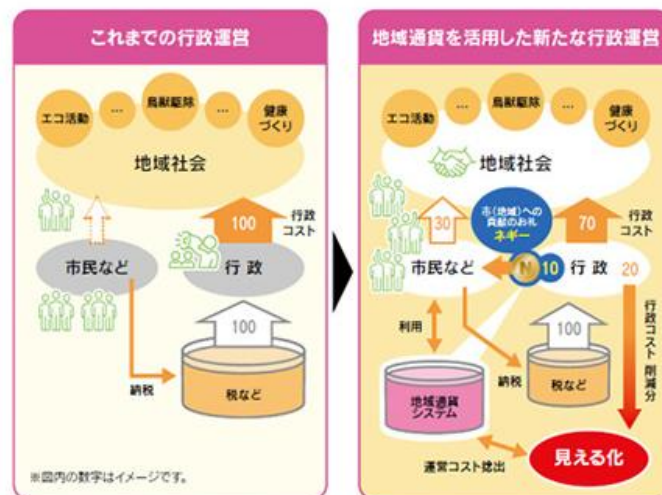 これまでの行政運営
エコ活動
…
鳥獣駆除
…
健康
づくり
地域社会
100
行政
コスト
市民など
行政
100
納税
税など
※図内の数字はイメージです。
地域通貨を活用した新たな行政運営
エコ活動
…
鳥獣駆除
…
健康
づくり
地域社会
30
市(地域)への
貢献のお礼
ネギー
70
行政
コスト
市民など
N
10
行政
20
利用
100
行政コスト
削減分
納税
税など
地域通貨
システム
運営コスト捻出
見える化